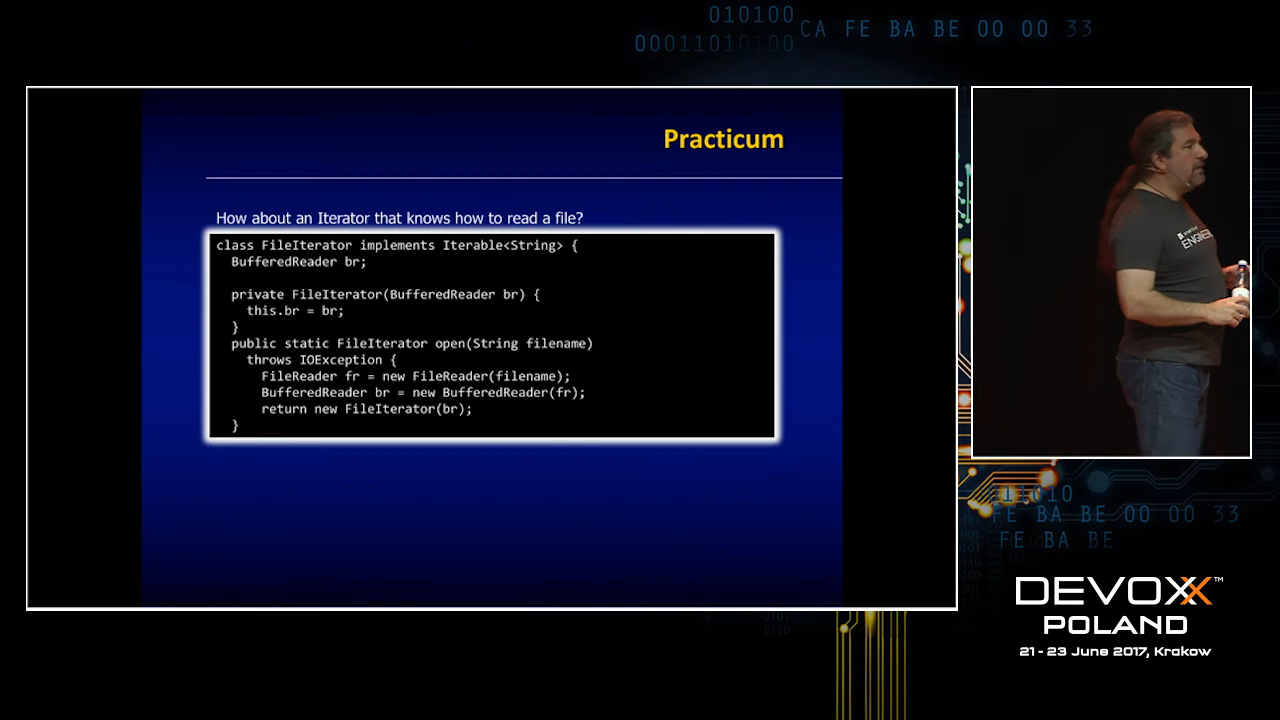 010100
00011010100
CA FE BA BE 00 00 33
Practicum
How about an Iterator that knows how to read a file?
class FileIterator implements Iterable<String> {
BufferedReader br;
private FileIterator(BufferedReader br) {
this.br = br;
}
public static FileIterator open(String filename)
throws IOException {
FileReader fr = new FileReader(filename);
BufferedReader br = new BufferedReader(fr);
return new FileIterator(br);
}
ENGINEER
FE BA BE 00 00 33
FE BA BE
DEVOXX™
POLAND
21 - 23 June 2017, Krakow